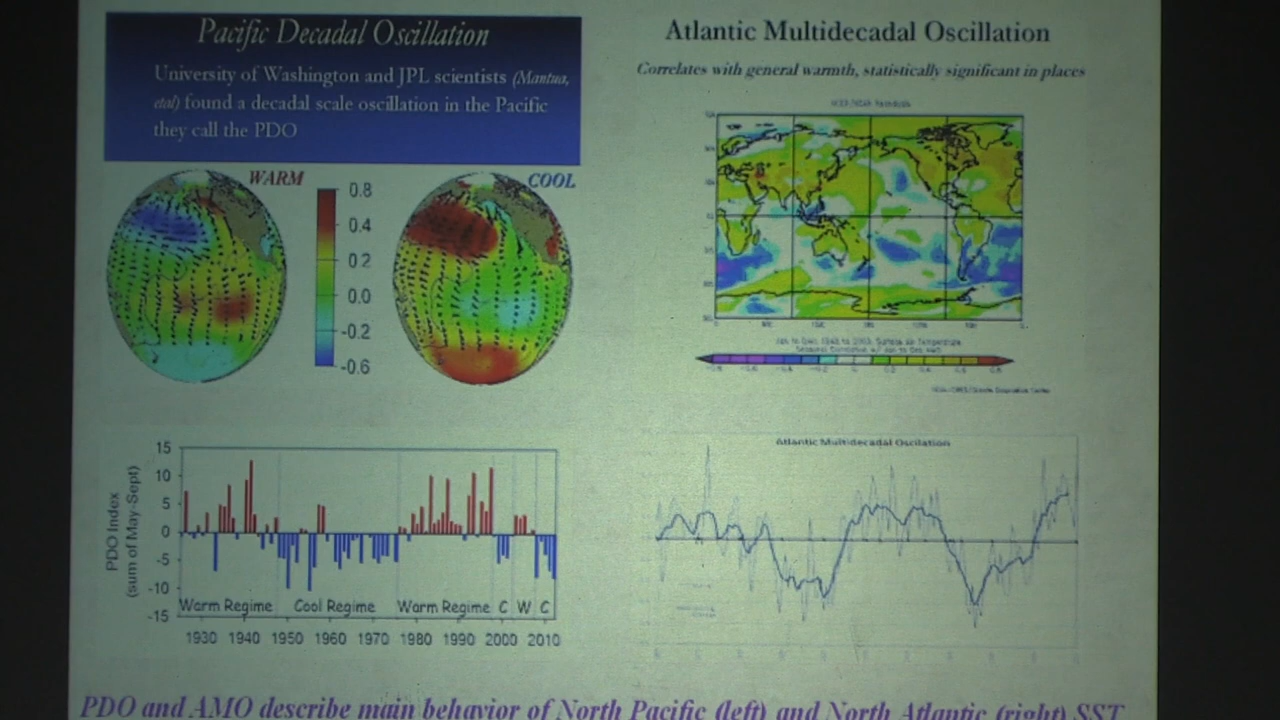 Pacific Decadal Oscillation
University of Washington and JPL scientists (Mantua,
etal) found a decadal scale oscillation in the Pacific
they call the PDO
WARM
COOL
0.8
0.4
0.2
0.0
-0.2
-0.6
Atlantic Multidecadal Oscillation
Correlates with general warmth, statistically significant in places
15
10
5
0
-5
-10
-15
PDO Index
(sum of May-Sept)
Warm Regime Cool Regime Warm Regime C W C
1930 1940 1950 1960 1970 1980 1990 2000 2010
Atlantic Multidecadal Oscilation
PDO and AMO describe main behavior of North Pacific (left) and North Atlantic (right) SST